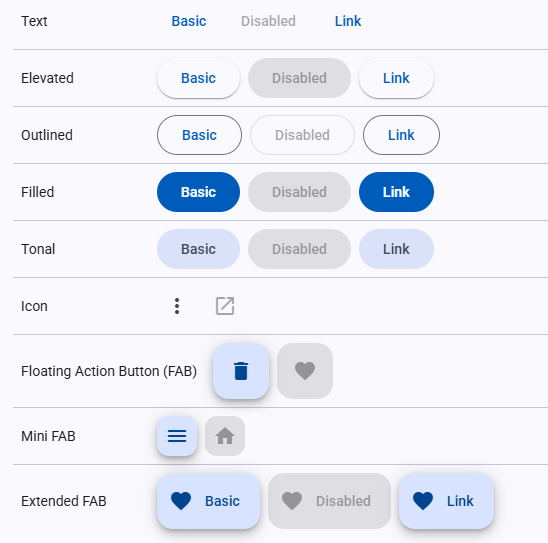 Text Basic Disabled Link
Elevated Basic Disabled Link
Outlined Basic Disabled Link
Filled Basic Disabled Link
Tonal Basic Disabled Link
Icon
Floating Action Button (FAB)
Mini FAB
Extended FAB Basic Disabled Link